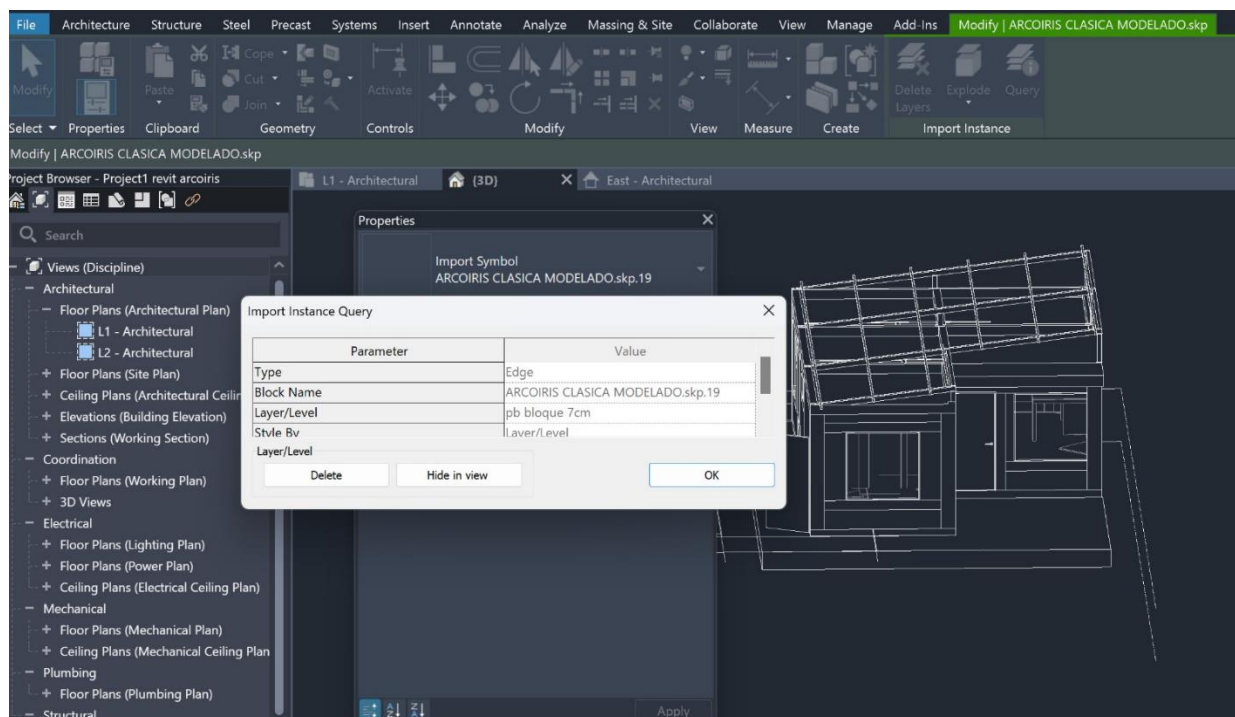 File Architecture Structure Steel Precast Systems Insert Annotate Analyze Massing & Site Collaborate View Manage Add-Ins Modify | ARCOIRIS CLASICA MODELADO.skp
Modify
Paste
Cope
Cut
Join
Activate
Delete Layers
Explode
Query
Select Properties Clipboard Geometry Controls Modify View Measure Create Import Instance
Modify | ARCOIRIS CLASICA MODELADO.skp
Project Browser - Project1 revit arcoiris
L1 - Architectural
{3D}
East - Architectural
Search
Views (Discipline)
Architectural
Floor Plans (Architectural Plan)
L1 - Architectural
L2 - Architectural
Floor Plans (Site Plan)
Ceiling Plans (Architectural Ceilir
Elevations (Building Elevation)
Sections (Working Section)
Coordination
Floor Plans (Working Plan)
3D Views
Electrical
Floor Plans (Lighting Plan)
Floor Plans (Power Plan)
Ceiling Plans (Electrical Ceiling Plan)
Mechanical
Floor Plans (Mechanical Plan)
Ceiling Plans (Mechanical Ceiling Plan
Plumbing
Floor Plans (Plumbing Plan)
Structural
Properties
Import Symbol
ARCOIRIS CLASICA MODELADO.skp.19
Import Instance Query
Parameter Value
Type Edge
Block Name ARCOIRIS CLASICA MODELADO.skp.19
Layer/Level pb bloque 7cm
Style By Layer/Level
Layer/Level
Delete Hide in view OK
Apply